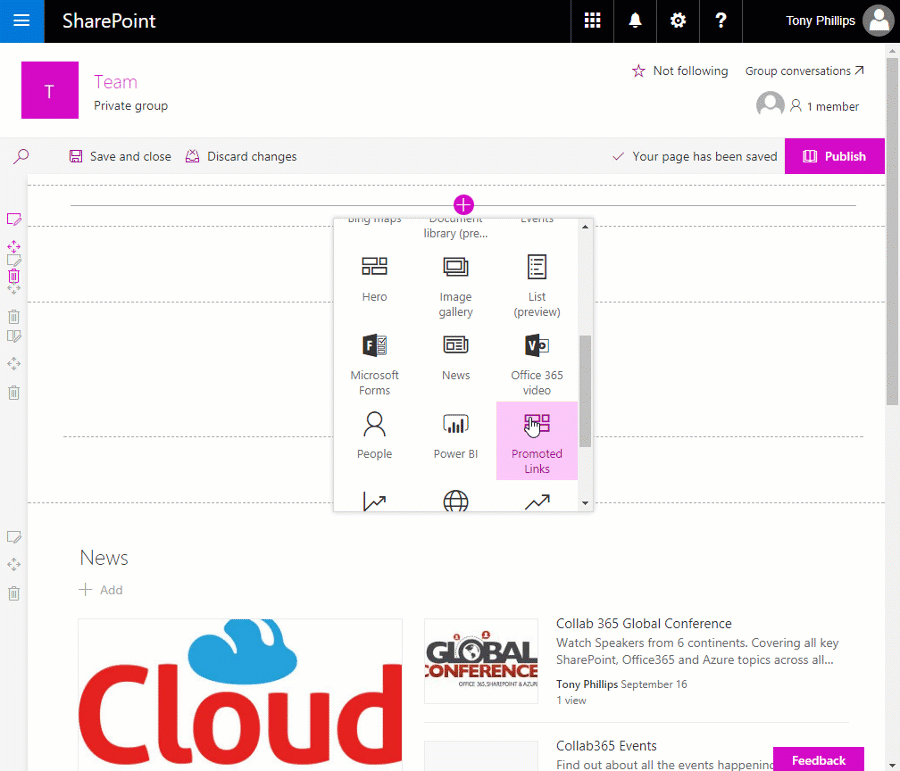 SharePoint
?
Tony Phillips
T
Team
Private group
Not following
Group conversations
1 member
Save and close
Discard changes
Your page has been saved
Publish
Bing maps
Document
library (pre...
Events
Hero
Image
gallery
List
(preview)
Microsoft
Forms
News
Office 365
video
People
Power BI
Promoted
Links
News
Add
Cloud
GLOBAL
CONFERENCE
OFFICE 365, SHAREPOINT & AZUR
Collab 365 Global Conference
Watch Speakers from 6 continents. Covering all key
SharePoint, Office365 and Azure topics across all...
Tony Phillips September 16
1 view
Collab365 Events
Find out about all the events happening
Feedback